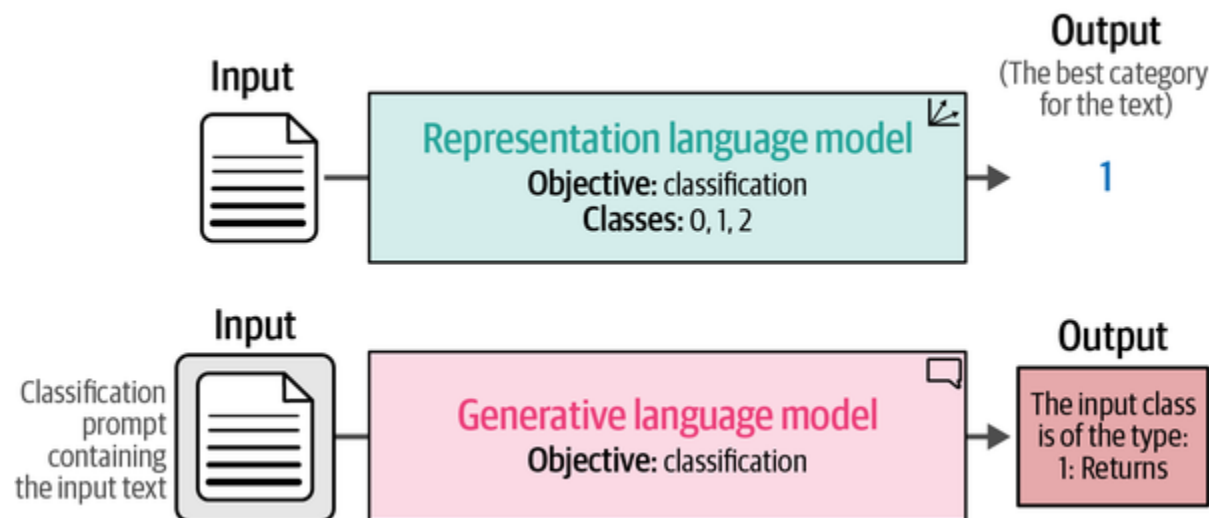 Input
Output
(The best category
for the text)
Representation language model
Objective: classification
Classes: 0, 1, 2
1
Input
Classification
prompt
containing
the input text
Generative language model
Objective: classification
Output
The input class
is of the type:
1: Returns